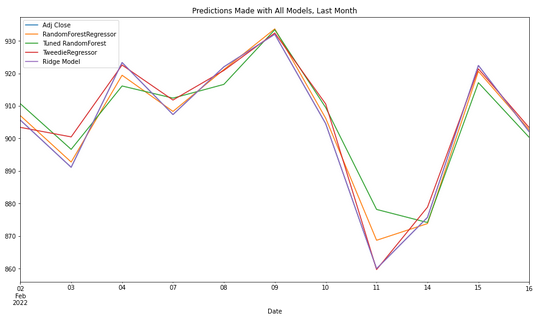 Predictions Made with All Models, Last Month
Adj Close
RandomForestRegressor
Tuned RandomForest
TweedieRegressor
Ridge Model
930
920
910
900
890
880
870
860
02 03 04 07 08 09 10 11 14 15 16
Feb
2022
Date